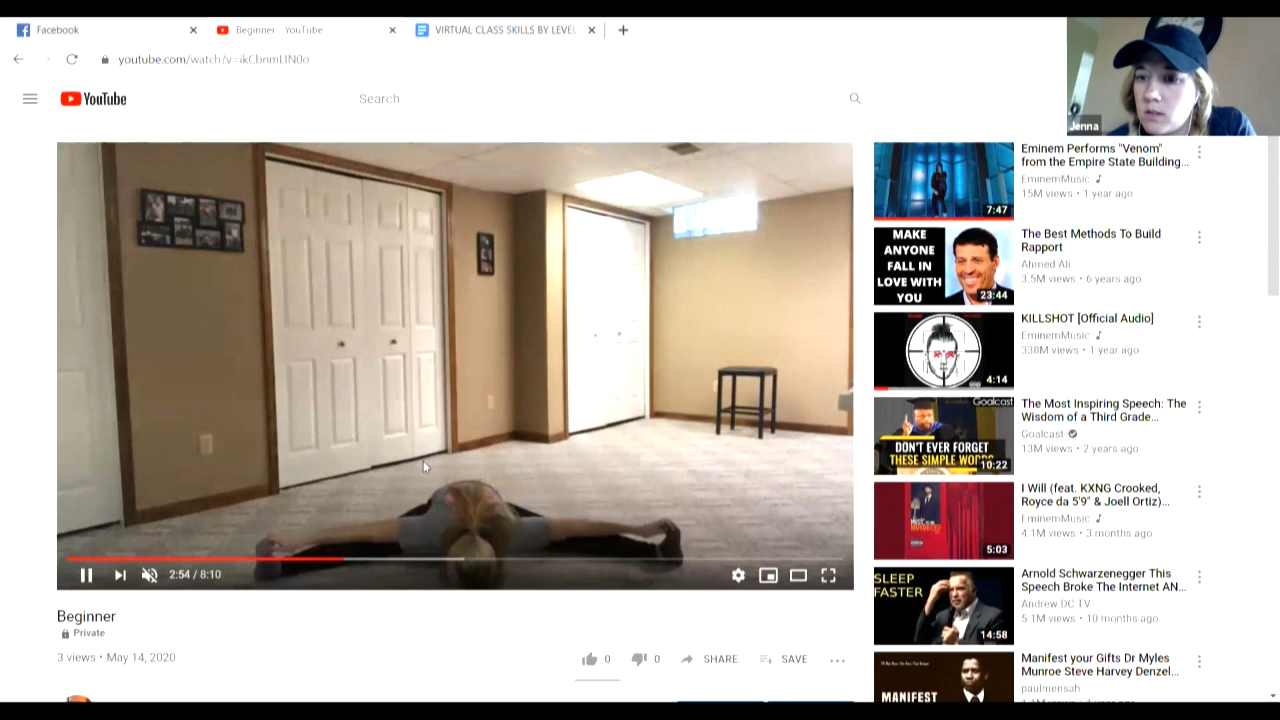 Facebook
Beginner - YouTube
VIRTUAL CLASS SKILLS BY LEVEL
YouTube
Search
Jenna
Eminem Performs "Venom"
from the Empire State Building...
EminemMusic
15M views • 1 year ago
7:47
MAKE
ANYONE
FALL IN
LOVE WITH
YOU
23:44
The Best Methods To Build
Rapport
Ahmed Ali
3.5M views • 6 years ago
KILLSHOT [Official Audio]
EminemMusic
338M views • 1 year ago
4:14
Goalcast
DON'T EVER FORGET
THESE SIMPLE WORDS
10:22
The Most Inspiring Speech: The
Wisdom of a Third Grade...
Goalcast
13M views • 2 years ago
I Will (feat. KXNG Crooked,
Royce da 5'9" & Joell Ortiz)...
EminemMusic
4.1M views • 3 months ago
5:03
SLEEP
FASTER
14:58
Arnold Schwarzenegger This
Speech Broke The Internet AN...
Andrew DC TV
5.1M views • 10 months ago
MANIFEST
Manifest your Gifts Dr Myles
Munroe Steve Harvey Denzel...
paulmensah
2:54 / 8:10
Beginner
Private
3 views • May 14, 2020
0
0
SHARE
SAVE